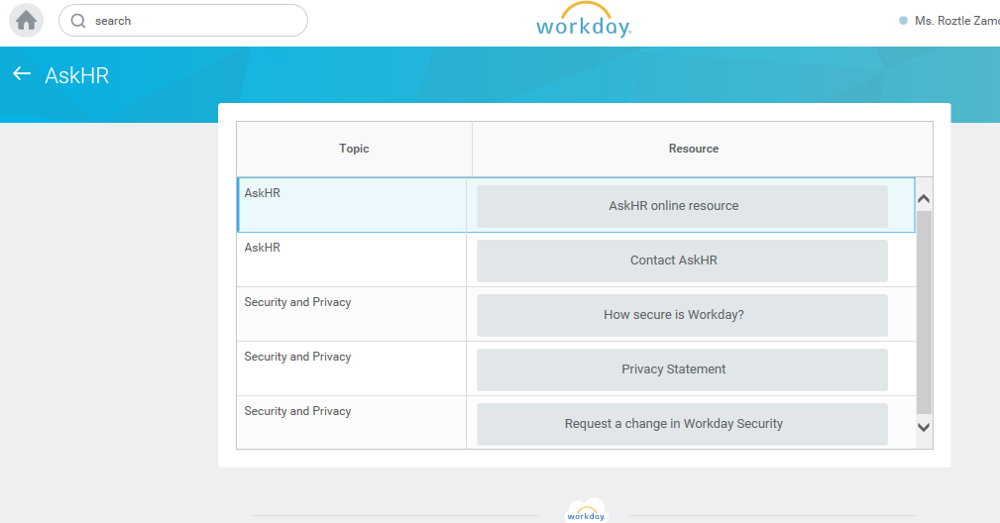 search
workday.
Ms. Roztle Zamo
AskHR
Topic Resource
AskHR AskHR online resource
AskHR Contact AskHR
Security and Privacy How secure is Workday?
Security and Privacy Privacy Statement
Security and Privacy Request a change in Workday Security
workday.